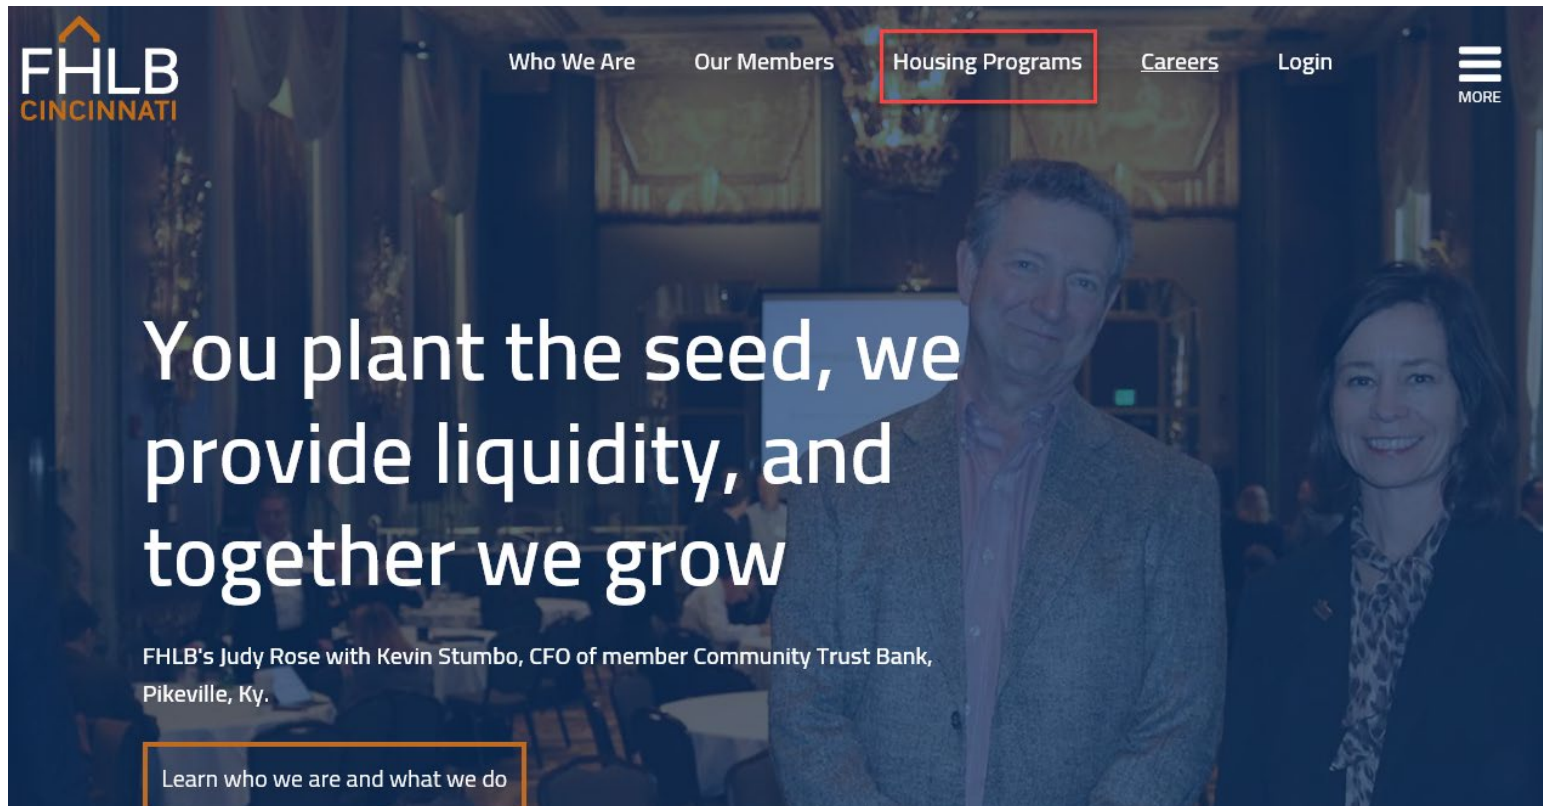 FHLB
CINCINNATI
Who We Are
Our Members
Housing Programs
Careers
Login
MORE
You plant the seed, we
provide liquidity, and
together we grow
FHLB's Judy Rose with Kevin Stumbo, CFO of member Community Trust Bank,
Pikeville, Ky.
Learn who we are and what we do